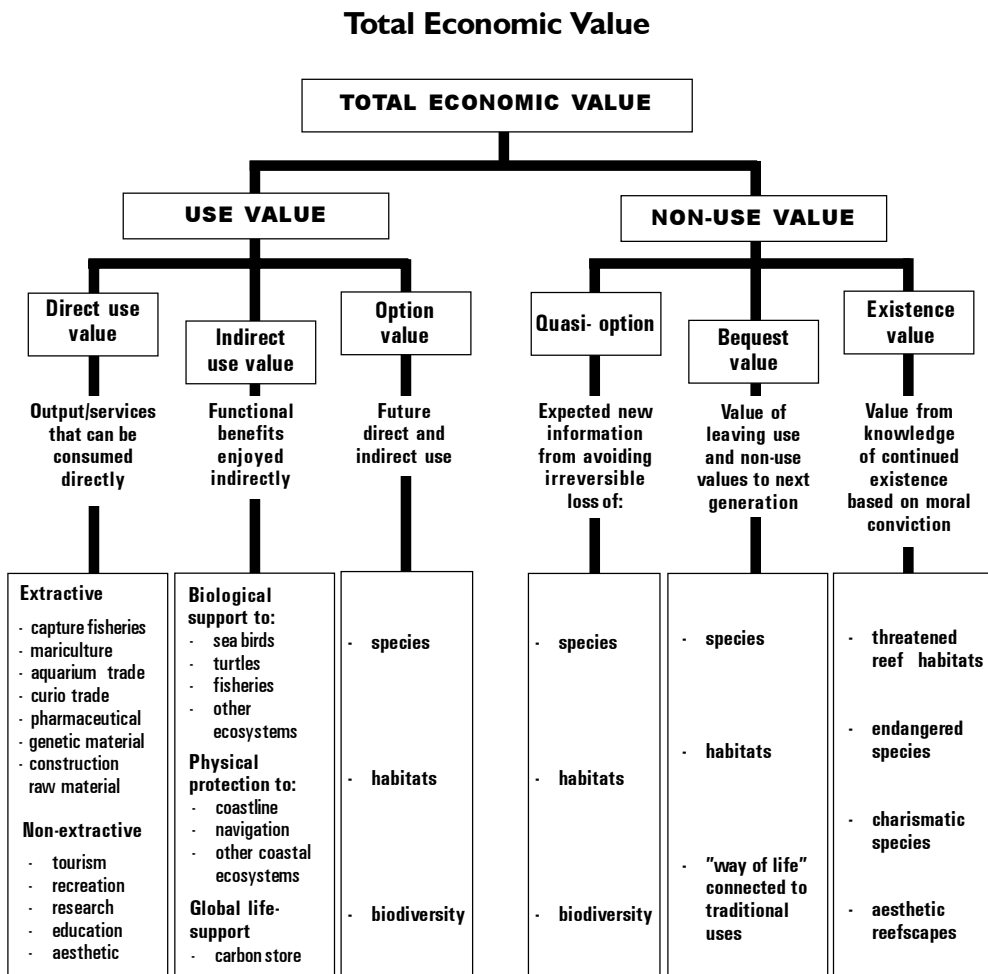 Total Economic Value
TOTAL ECONOMIC VALUE
USE VALUE
NON-USE VALUE
Direct use
value
Indirect
use value
Option
value
Quasi- option
Bequest
value
Existence
value
Output/services
that can be
consumed
directly
Functional
benefits
enjoyed
indirectly
Future
direct and
indirect use
Expected new
information
from avoiding
irreversible
loss of:
Value of
leaving use
and non-use
values to next
generation
Value from
knowledge
of continued
existence
based on moral
conviction
Extractive
- capture fisheries
- mariculture
- aquarium trade
- curio trade
- pharmaceutical
- genetic material
- construction
raw material
Non-extractive
- tourism
- recreation
- research
- education
- aesthetic
Biological
support to:
- sea birds
- turtles
- fisheries
- other
ecosystems
Physical
protection to:
- coastline
- navigation
- other coastal
ecosystems
Global life-
support
- carbon store
- species
- habitats
- biodiversity
- species
- habitats
- biodiversity
- species
- habitats
- "way of life"
connected to
traditional
uses
- threatened
reef habitats
- endangered
species
- charismatic
species
- aesthetic
reefscapes